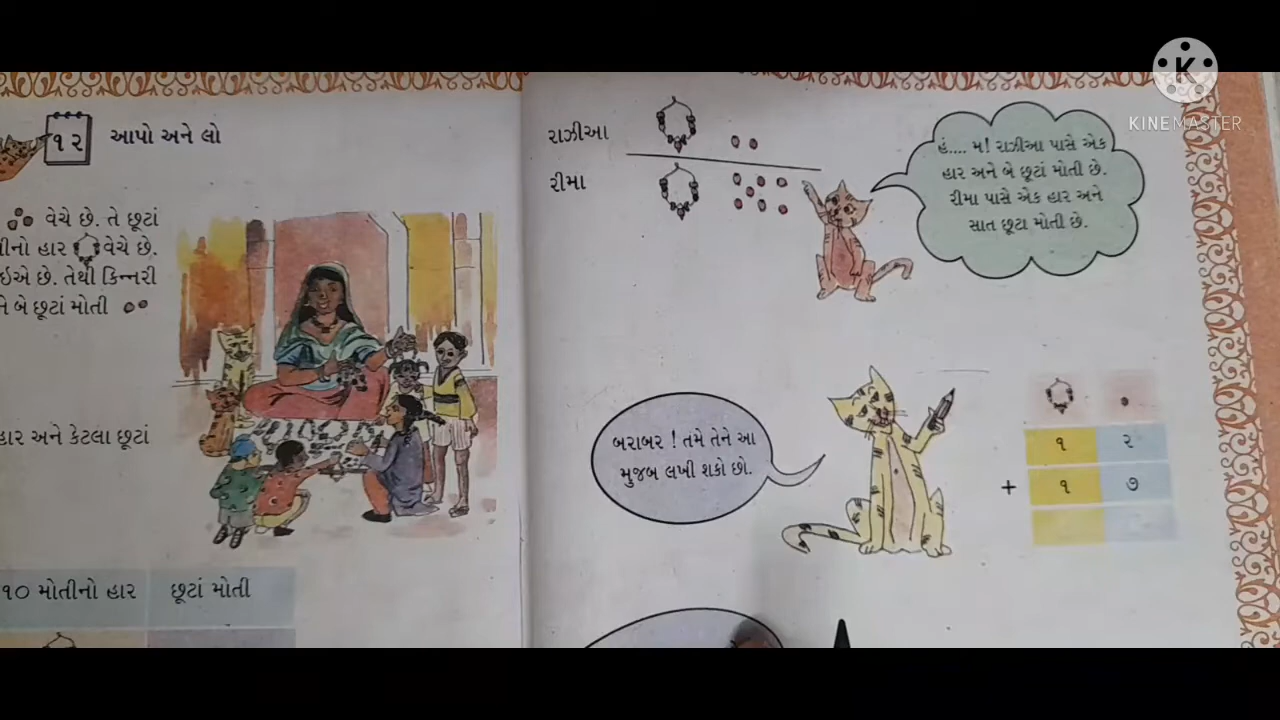 ૧૨ આપો અને લો
વેચે છે. તે છૂટાં
હાર વેચે છે.
છે. તેથી કિન્નરી
બે છૂટાં મોતી
હાર અને કેટલા છૂટાં
૧૦ મોતીનો હાર છૂટાં મોતી
રાઝીઆ
રીમા
હં.... મ! રાઝીઆ પાસે એક
હાર અને બે છૂટાં મોતી છે.
રીમા પાસે એક હાર અને
સાત છૂટા મોતી છે.
બરાબર ! તમે તેને આ
મુજબ લખી શકો છો.
૧ ૨
+ ૧ ૭
K
KINEMASTER